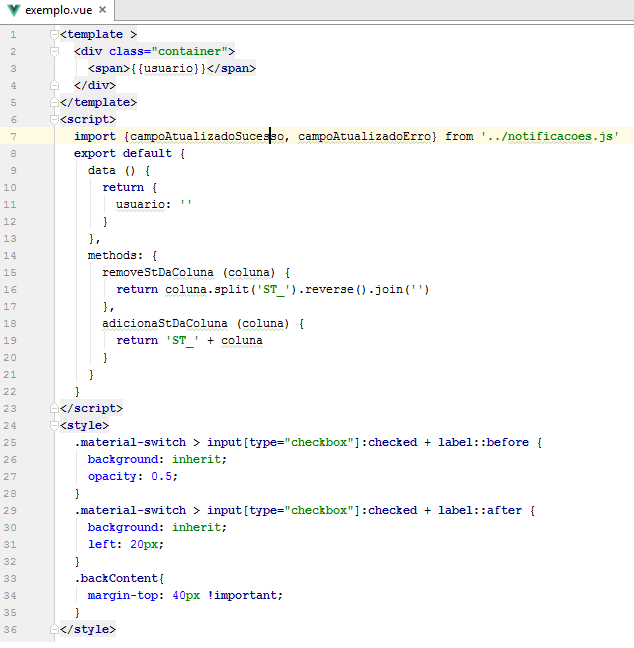 exemplo.vue ×
1 <template >
2   <div class="container">
3     <span>{{usuario}}</span>
4   </div>
5 </template>
6 <script>
7   import {campoAtualizadoSucesso, campoAtualizadoErro} from '../notificacoes.js'
8   export default {
9     data () {
10       return {
11         usuario: ''
12       }
13     },
14     methods: {
15       removeStDaColuna (coluna) {
16         return coluna.split('ST_').reverse().join('')
17       },
18       adicionaStDaColuna (coluna) {
19         return 'ST_' + coluna
20       }
21     }
22   }
23 </script>
24 <style>
25   .material-switch > input[type="checkbox"]:checked + label::before {
26     background: inherit;
27     opacity: 0.5;
28   }
29   .material-switch > input[type="checkbox"]:checked + label::after {
30     background: inherit;
31     left: 20px;
32   }
33   .backContent{
34     margin-top: 40px !important;
35   }
36 </style>